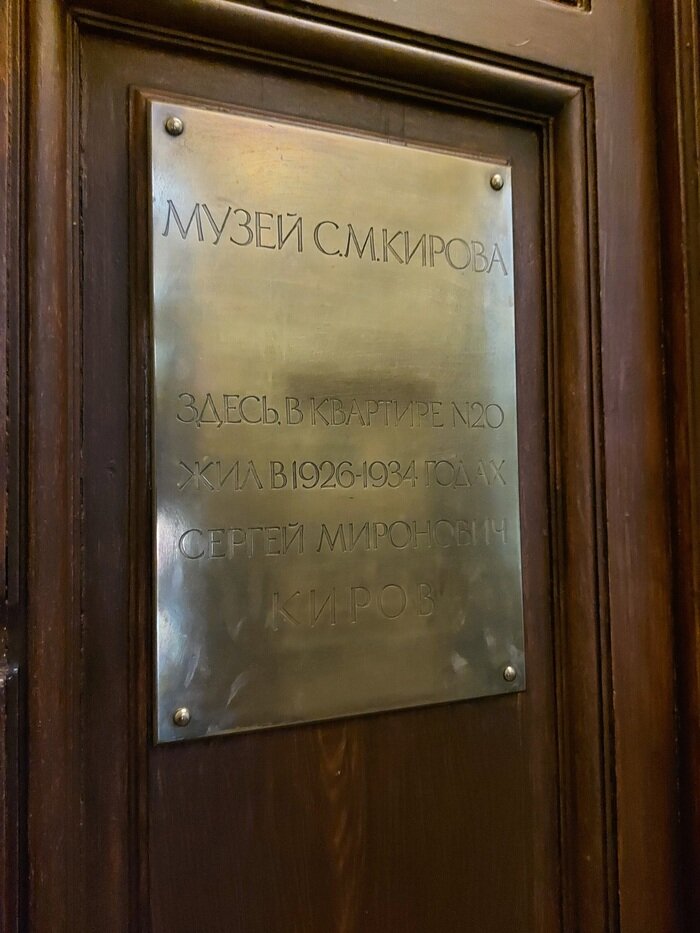 МУЗЕЙ С.М.КИРОВА
ЗДЕСЬ, В КВАРТИРЕ N20
ЖИЛ В 1926-1934 ГОДАХ
СЕРГЕЙ МИРОНОВИЧ
КИРОВ